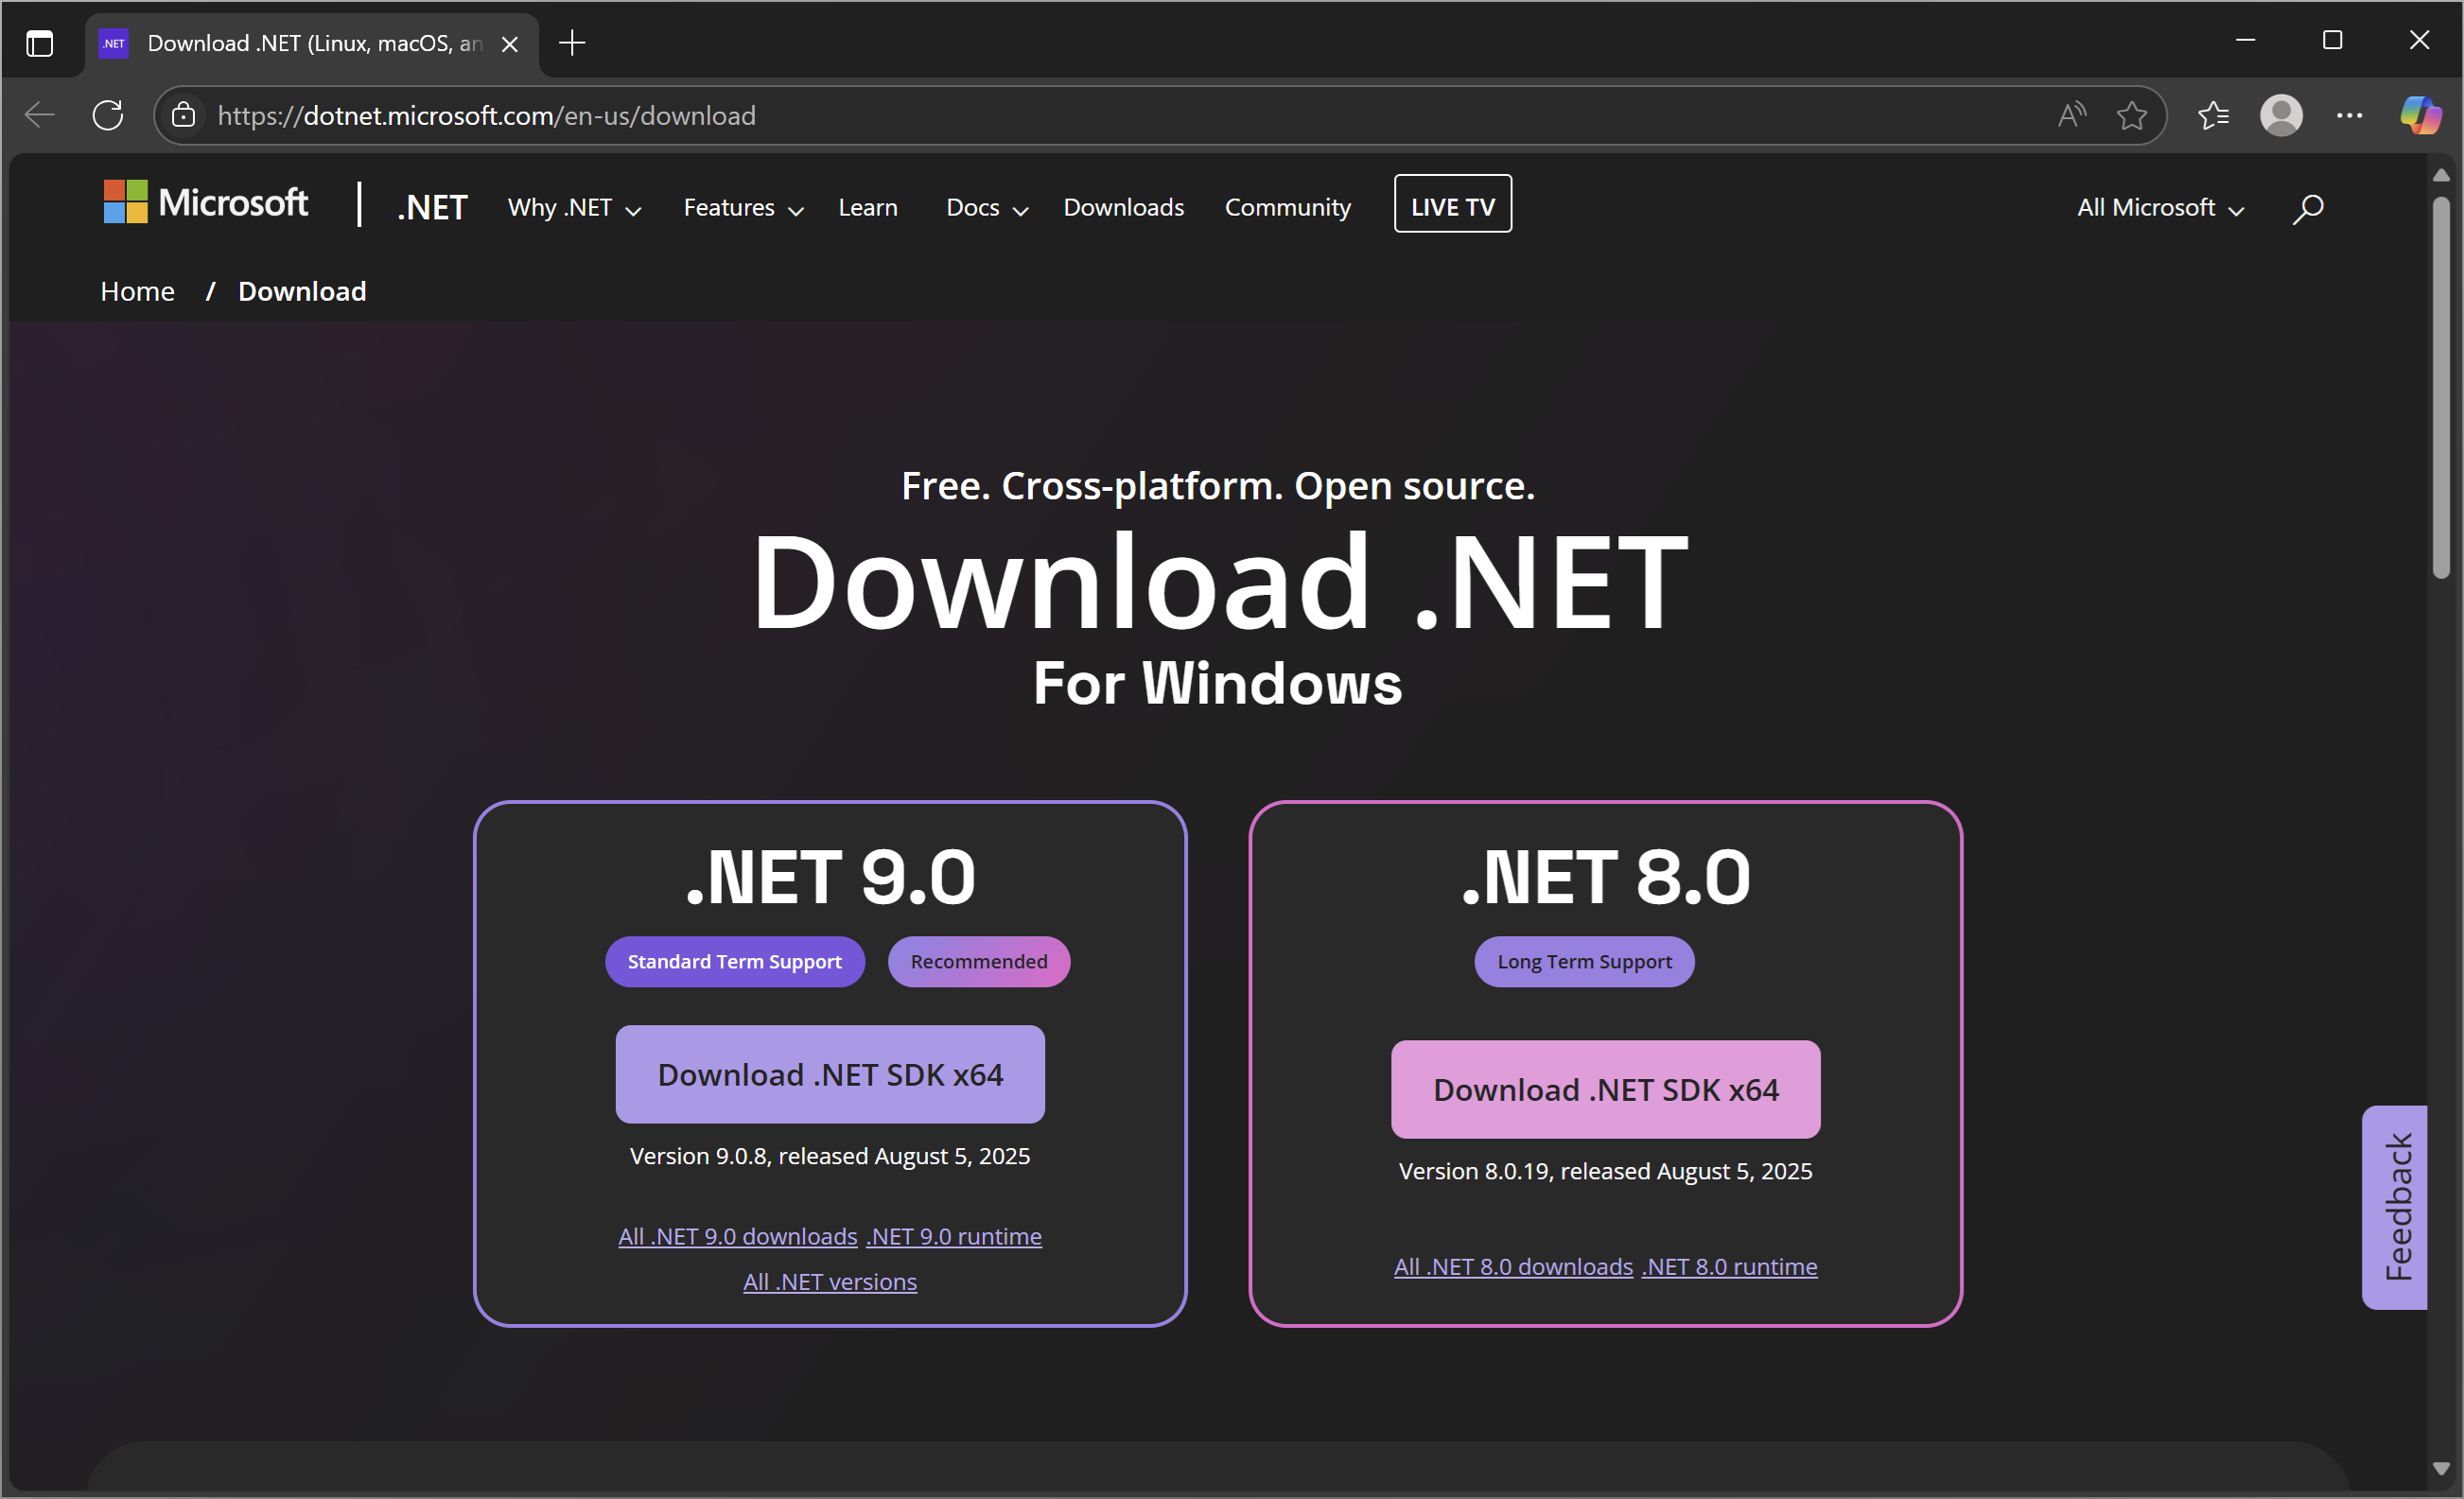 .NET Download .NET (Linux, macOS, an
https://dotnet.microsoft.com/en-us/download
Microsoft | .NET Why .NET Features Learn Docs Downloads Community LIVE TV All Microsoft
Home / Download
Free. Cross-platform. Open source.
Download .NET
For Windows
.NET 9.0
Standard Term Support Recommended
Download .NET SDK x64
Version 9.0.8, released August 5, 2025
All .NET 9.0 downloads .NET 9.0 runtime
All .NET versions
.NET 8.0
Long Term Support
Download .NET SDK x64
Version 8.0.19, released August 5, 2025
All .NET 8.0 downloads .NET 8.0 runtime
Feedback